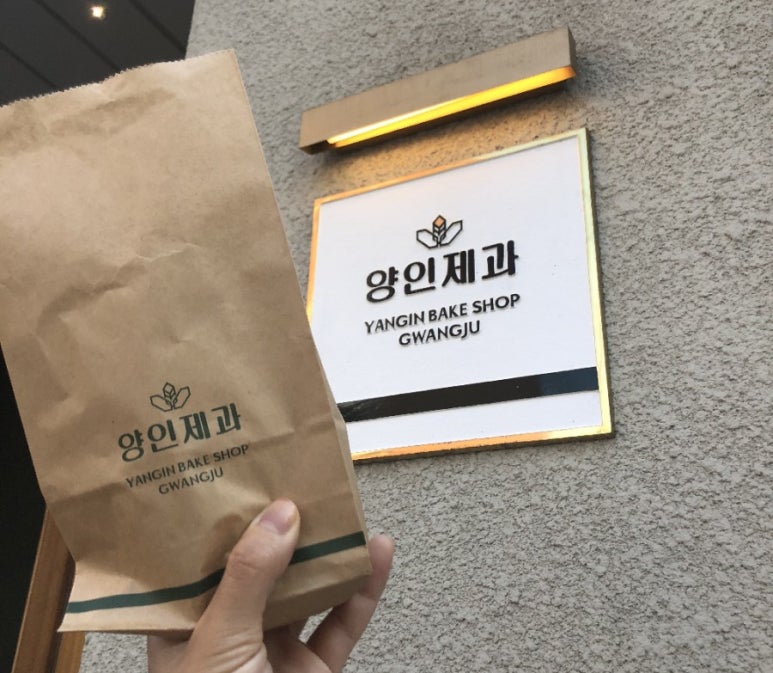 양인제과
YANGIN BAKE SHOP
GWANGJU
양인제과
YANGIN BAKE SHOP
GWANGJU